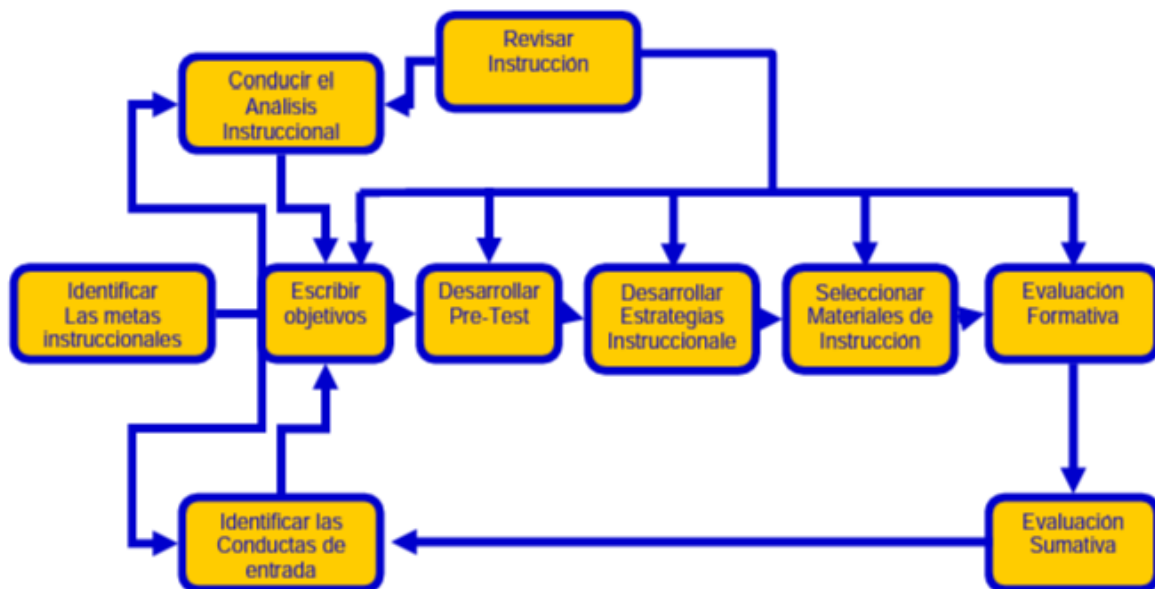 Revisar
Instrucción
Conducir el
Análisis
Instruccional
Identificar
Las metas
instruccionales
Escribir
objetivos
Desarrollar
Pre-Test
Desarrollar
Estrategias
Instruccionale
Seleccionar
Materiales de
Instrucción
Evaluación
Formativa
Identificar las
Conductas de
entrada
Evaluación
Sumativa